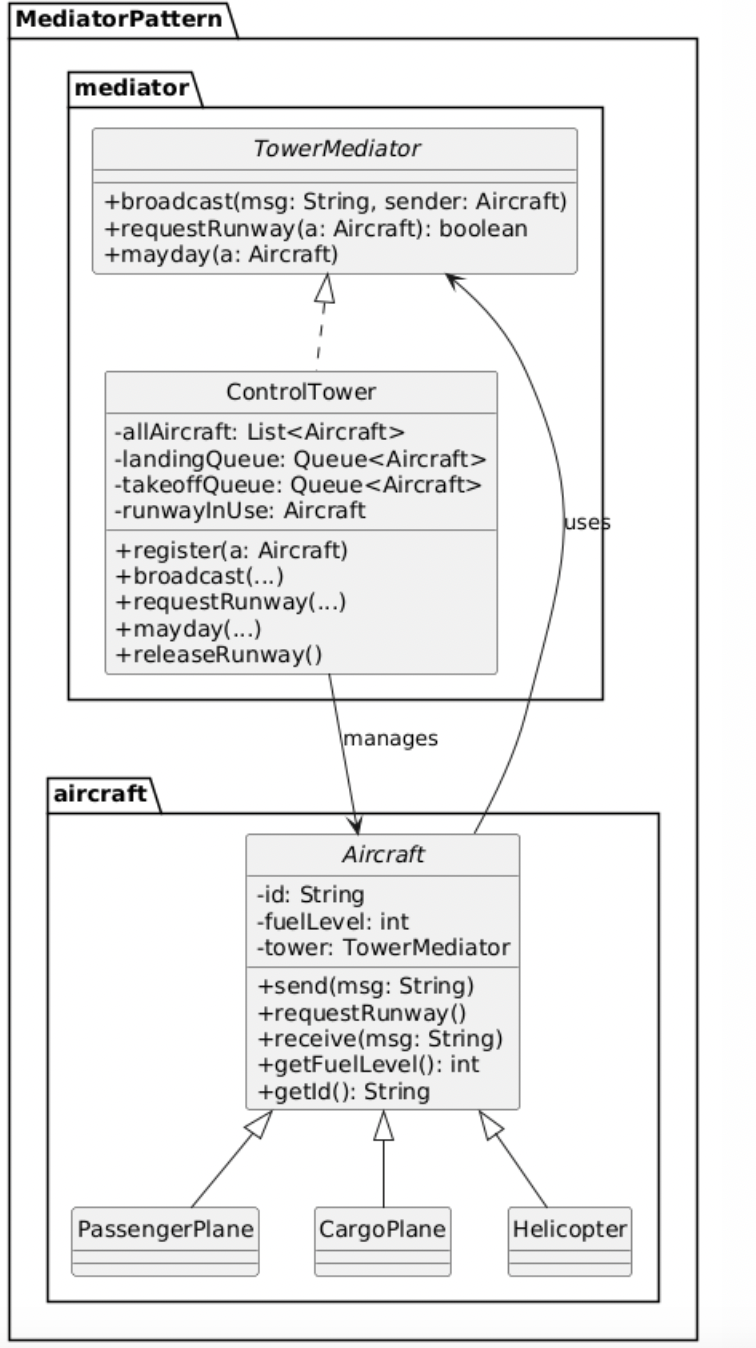 MediatorPattern
mediator
TowerMediator
+broadcast(msg: String, sender: Aircraft)
+requestRunway(a: Aircraft): boolean
+mayday(a: Aircraft)
ControlTower
-allAircraft: List<Aircraft>
-landingQueue: Queue<Aircraft>
-takeoffQueue: Queue<Aircraft>
-runwayInUse: Aircraft
+register(a: Aircraft)
+broadcast(...)
+requestRunway(...)
+mayday(...)
+releaseRunway()
uses
manages
aircraft
Aircraft
-id: String
-fuelLevel: int
-tower: TowerMediator
+send(msg: String)
+requestRunway()
+receive(msg: String)
+getFuelLevel(): int
+getId(): String
PassengerPlane
CargoPlane
Helicopter